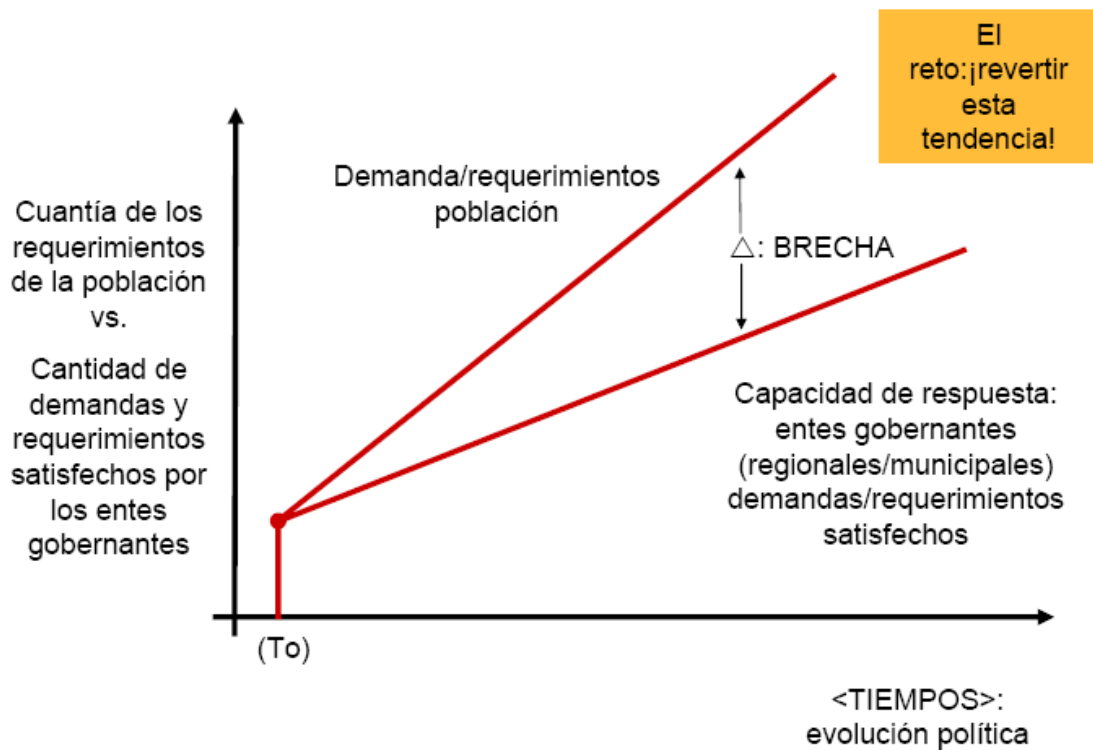 El
reto:¡revertir
esta
tendencia!
Demanda/requerimientos
población
Cuantía de los
requerimientos
de la población
vs.
Cantidad de
demandas y
requerimientos
satisfechos por
los entes
gobernantes
△: BRECHA
Capacidad de respuesta:
entes gobernantes
(regionales/municipales)
demandas/requerimientos
satisfechos
(To)
<TIEMPOS>:
evolución política